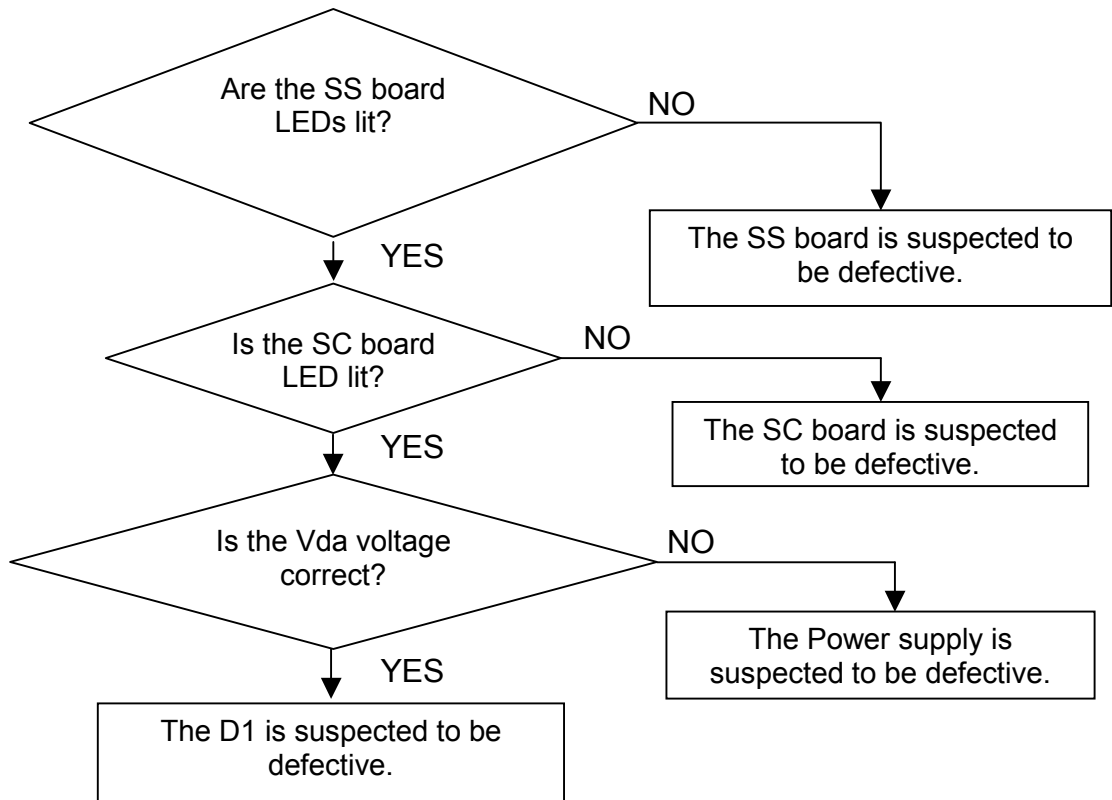 Are the SS board
LEDs lit?
NO
The SS board is suspected to
be defective.
YES
Is the SC board
LED lit?
NO
The SC board is suspected
to be defective.
YES
Is the Vda voltage
correct?
NO
The Power supply is
suspected to be defective.
YES
The D1 is suspected to be
defective.